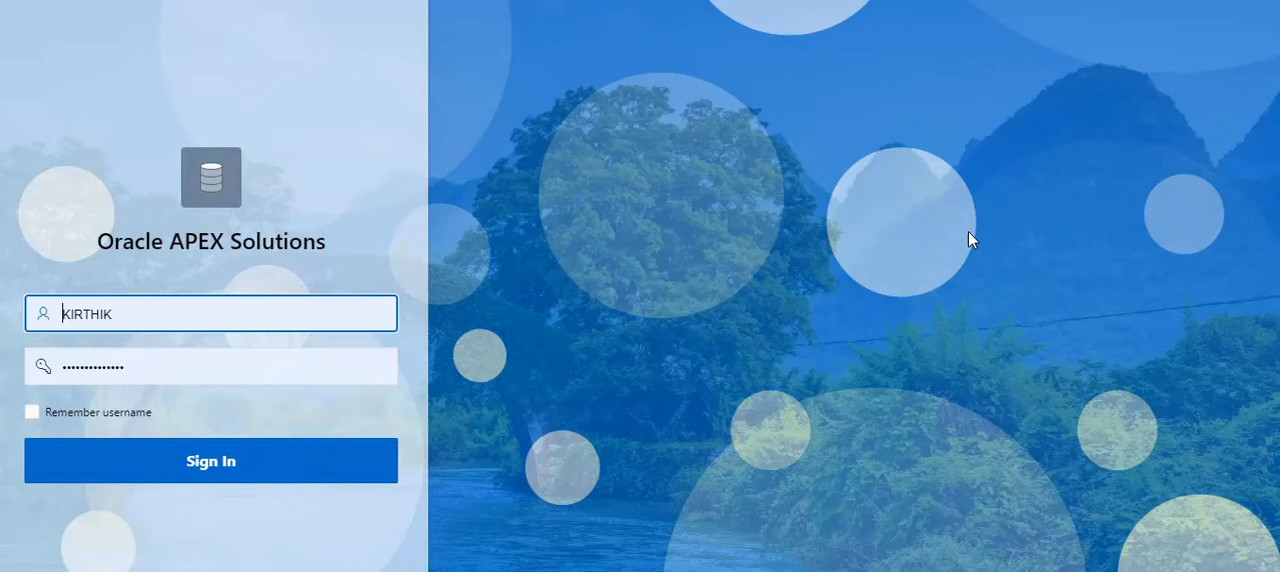 Oracle APEX Solutions
KIRTHIK
••••••••••••••
Remember username
Sign In